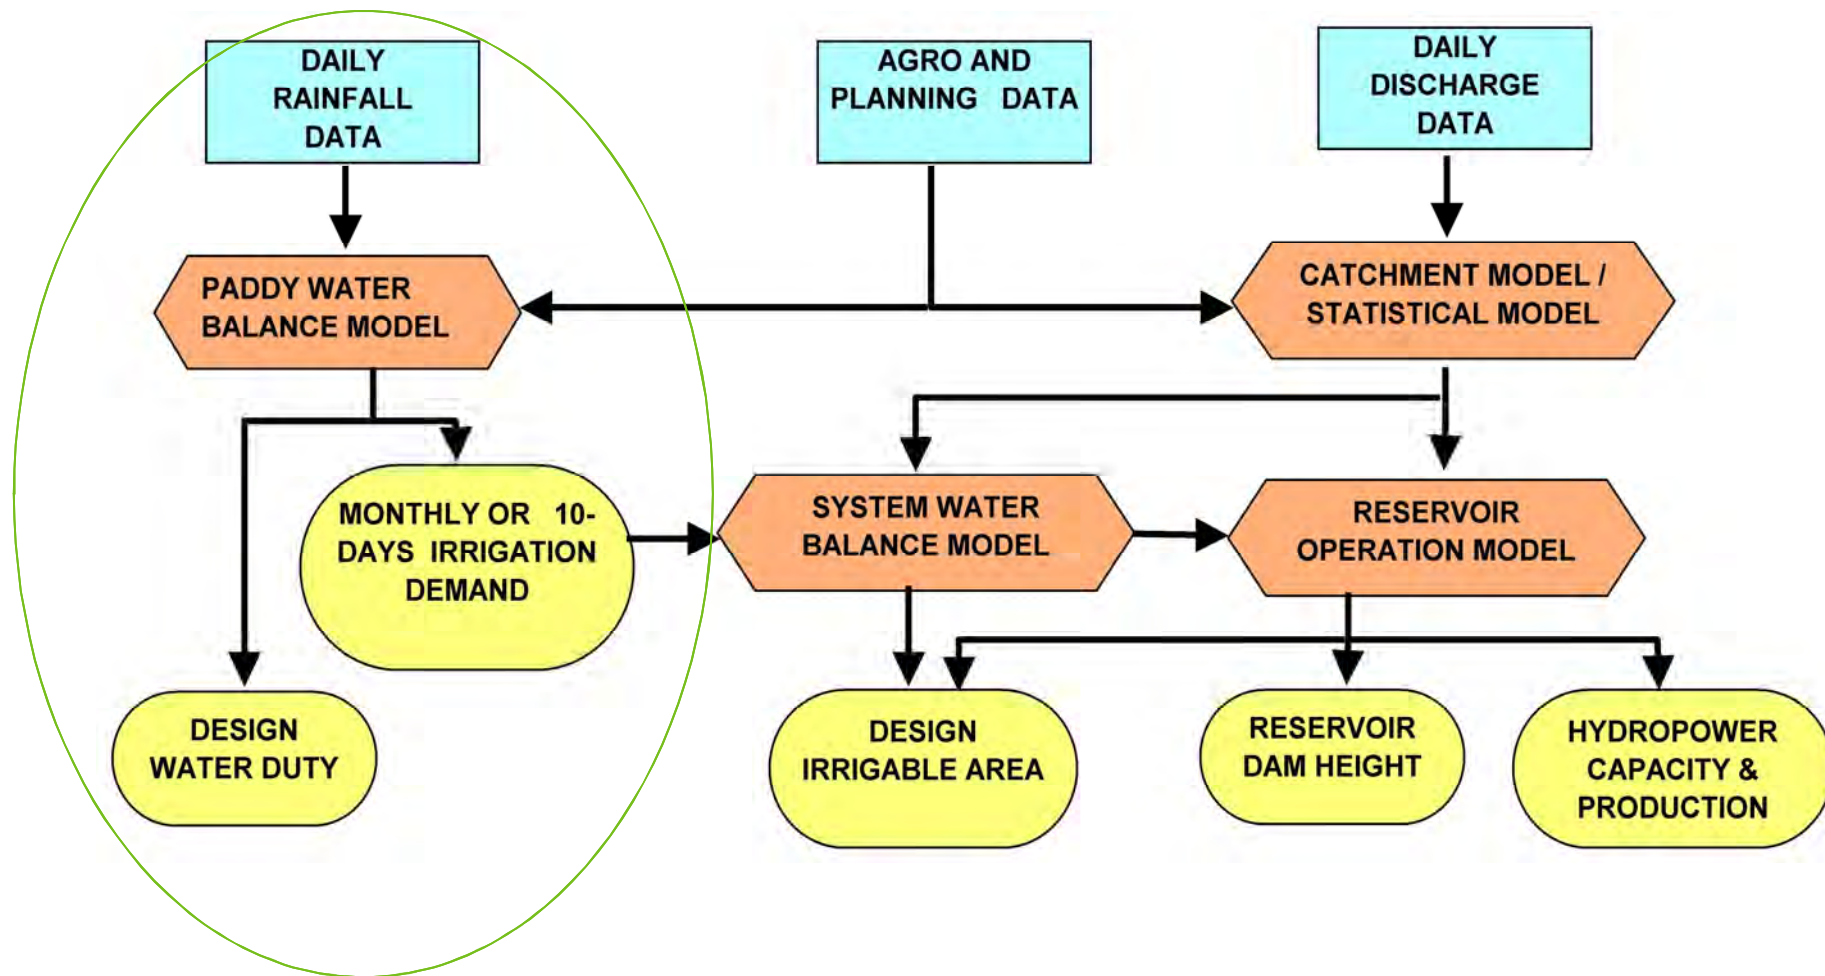 DAILY
RAINFALL
DATA
AGRO AND
PLANNING DATA
DAILY
DISCHARGE
DATA
PADDY WATER
BALANCE MODEL
CATCHMENT MODEL /
STATISTICAL MODEL
MONTHLY OR 10-
DAYS IRRIGATION
DEMAND
SYSTEM WATER
BALANCE MODEL
RESERVOIR
OPERATION MODEL
DESIGN
WATER DUTY
DESIGN
IRRIGABLE AREA
RESERVOIR
DAM HEIGHT
HYDROPOWER
CAPACITY &
PRODUCTION